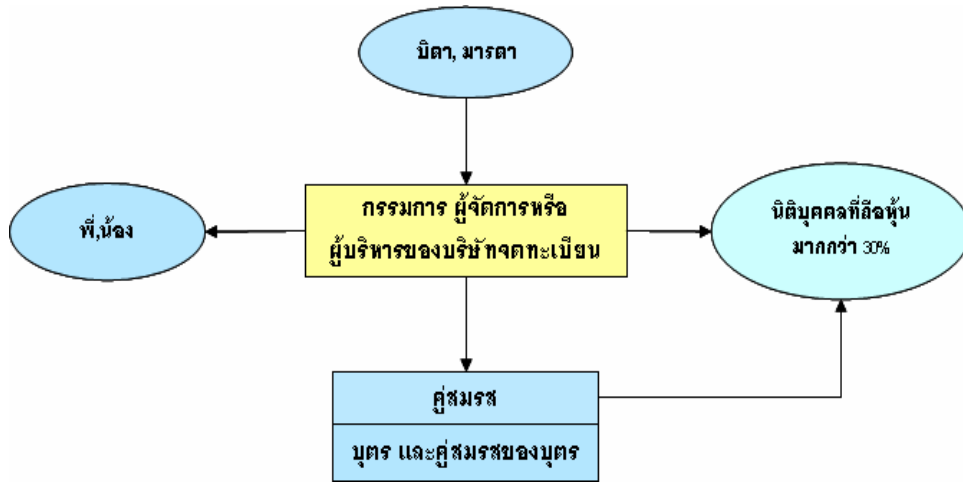 บิดา, มารดา
พี่,น้อง
กรรมการ ผู้จัดการหรือ
ผู้บริหารของบริษัทจดทะเบียน
นิติบุคคลที่ถือหุ้น
มากกว่า 30%
คู่สมรส
บุตร และคู่สมรสของบุตร